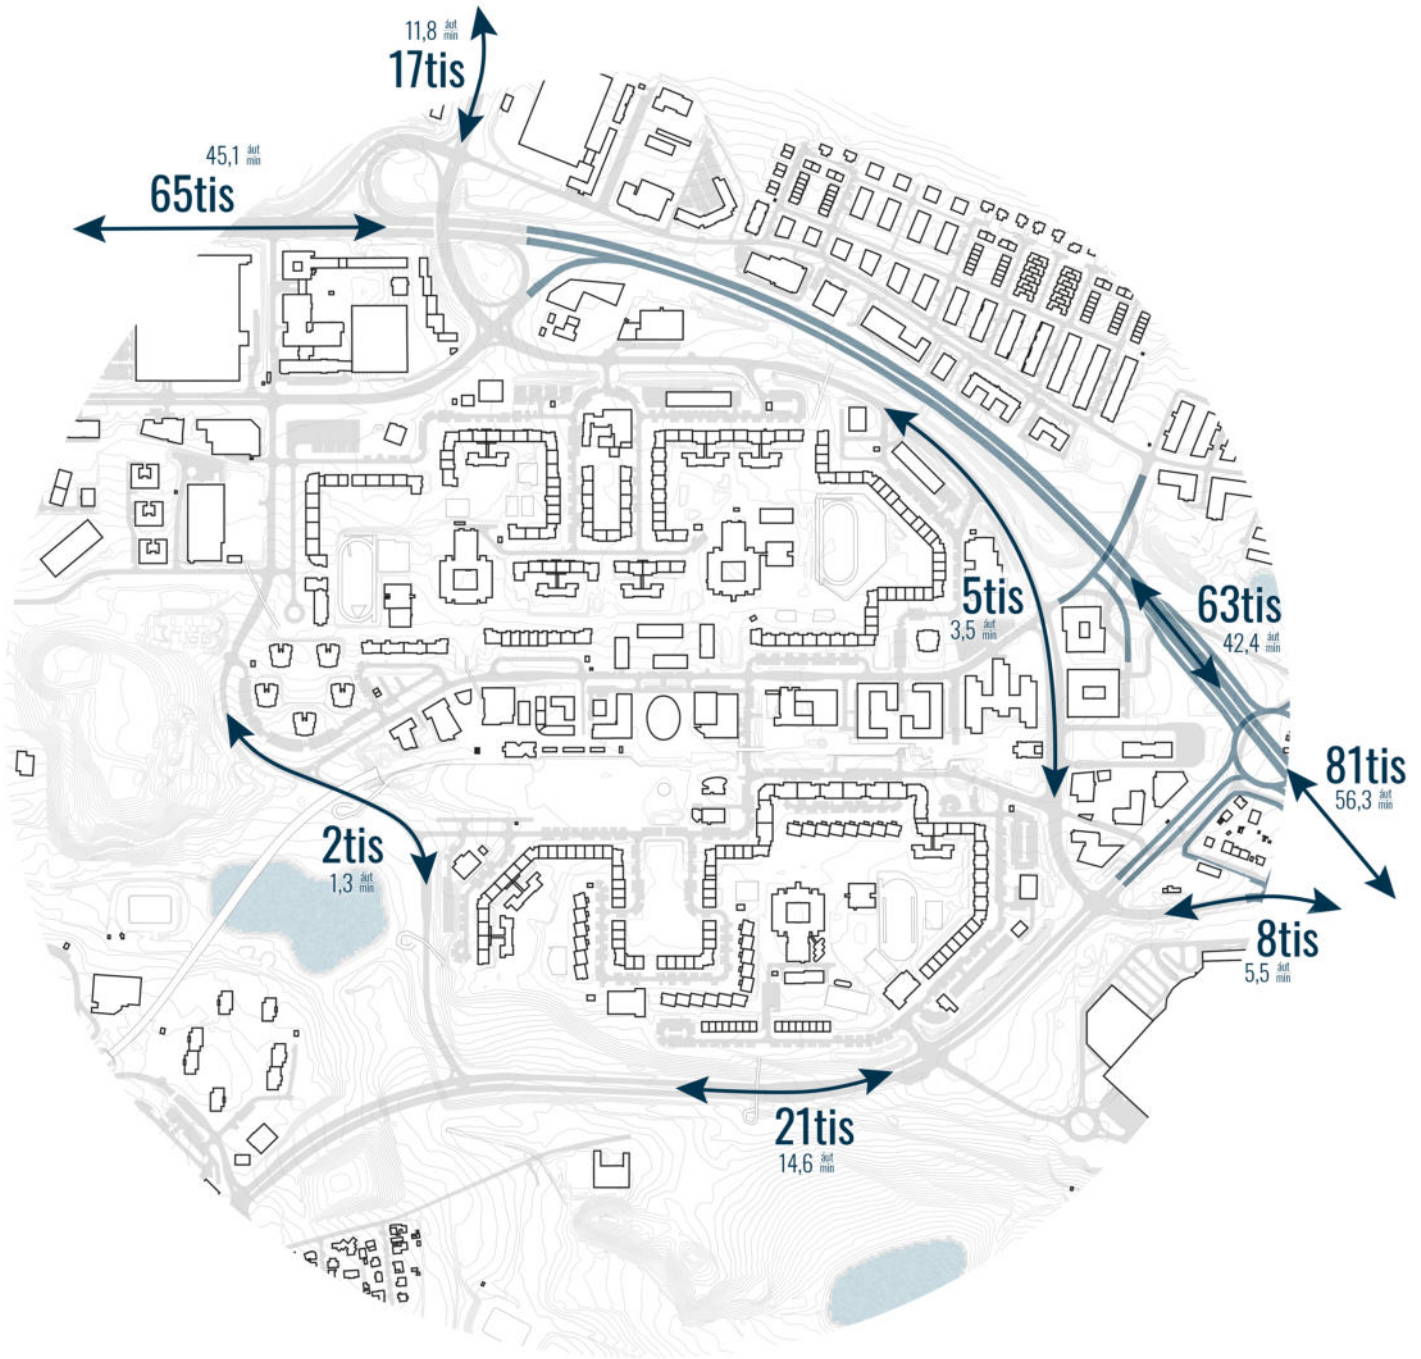 11,8 áut
min
17tis
45,1 áut
min
65tis
5tis
3,5 áut
min
63tis
42,4 áut
min
81tis
56,3 áut
min
2tis
1,3 áut
min
8tis
5,5 áut
min
21tis
14,6 áut
min